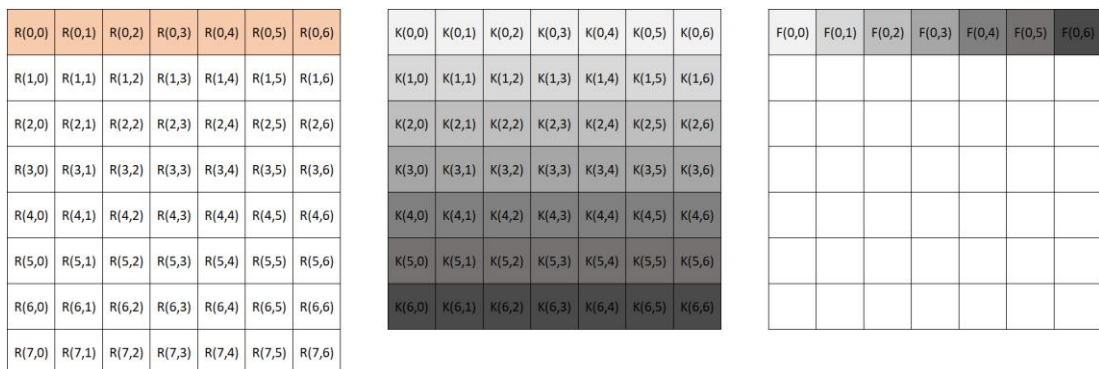 R(0,0) R(0,1) R(0,2) R(0,3) R(0,4) R(0,5) R(0,6) K(0,0) K(0,1) K(0,2) K(0,3) K(0,4) K(0,5) K(0,6) F(0,0) F(0,1) F(0,2) F(0,3) F(0,4) F(0,5) F(0,6)
R(1,0) R(1,1) R(1,2) R(1,3) R(1,4) R(1,5) R(1,6) K(1,0) K(1,1) K(1,2) K(1,3) K(1,4) K(1,5) K(1,6)
R(2,0) R(2,1) R(2,2) R(2,3) R(2,4) R(2,5) R(2,6) K(2,0) K(2,1) K(2,2) K(2,3) K(2,4) K(2,5) K(2,6)
R(3,0) R(3,1) R(3,2) R(3,3) R(3,4) R(3,5) R(3,6) K(3,0) K(3,1) K(3,2) K(3,3) K(3,4) K(3,5) K(3,6)
R(4,0) R(4,1) R(4,2) R(4,3) R(4,4) R(4,5) R(4,6) K(4,0) K(4,1) K(4,2) K(4,3) K(4,4) K(4,5) K(4,6)
R(5,0) R(5,1) R(5,2) R(5,3) R(5,4) R(5,5) R(5,6) K(5,0) K(5,1) K(5,2) K(5,3) K(5,4) K(5,5) K(5,6)
R(6,0) R(6,1) R(6,2) R(6,3) R(6,4) R(6,5) R(6,6) K(6,0) K(6,1) K(6,2) K(6,3) K(6,4) K(6,5) K(6,6)
R(7,0) R(7,1) R(7,2) R(7,3) R(7,4) R(7,5) R(7,6)